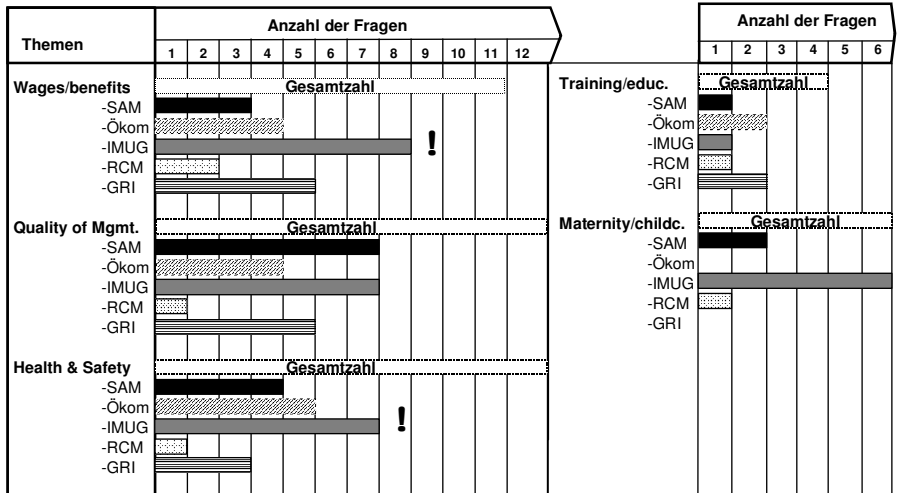 Anzahl der Fragen
Themen
1 2 3 4 5 6 7 8 9 10 11 12
Wages/benefits Gesamtzahl
-SAM
-Ökom
-IMUG !
-RCM
-GRI
Quality of Mgmt. Gesamtzahl
-SAM
-Ökom
-IMUG
-RCM
-GRI
Health & Safety Gesamtzahl
-SAM
-Ökom
-IMUG !
-RCM
-GRI
Anzahl der Fragen
1 2 3 4 5 6
Training/educ. Gesamtzahl
-SAM
-Ökom
-IMUG
-RCM
-GRI
Maternity/childc. Gesamtzahl
-SAM
-Ökom
-IMUG
-RCM
-GRI